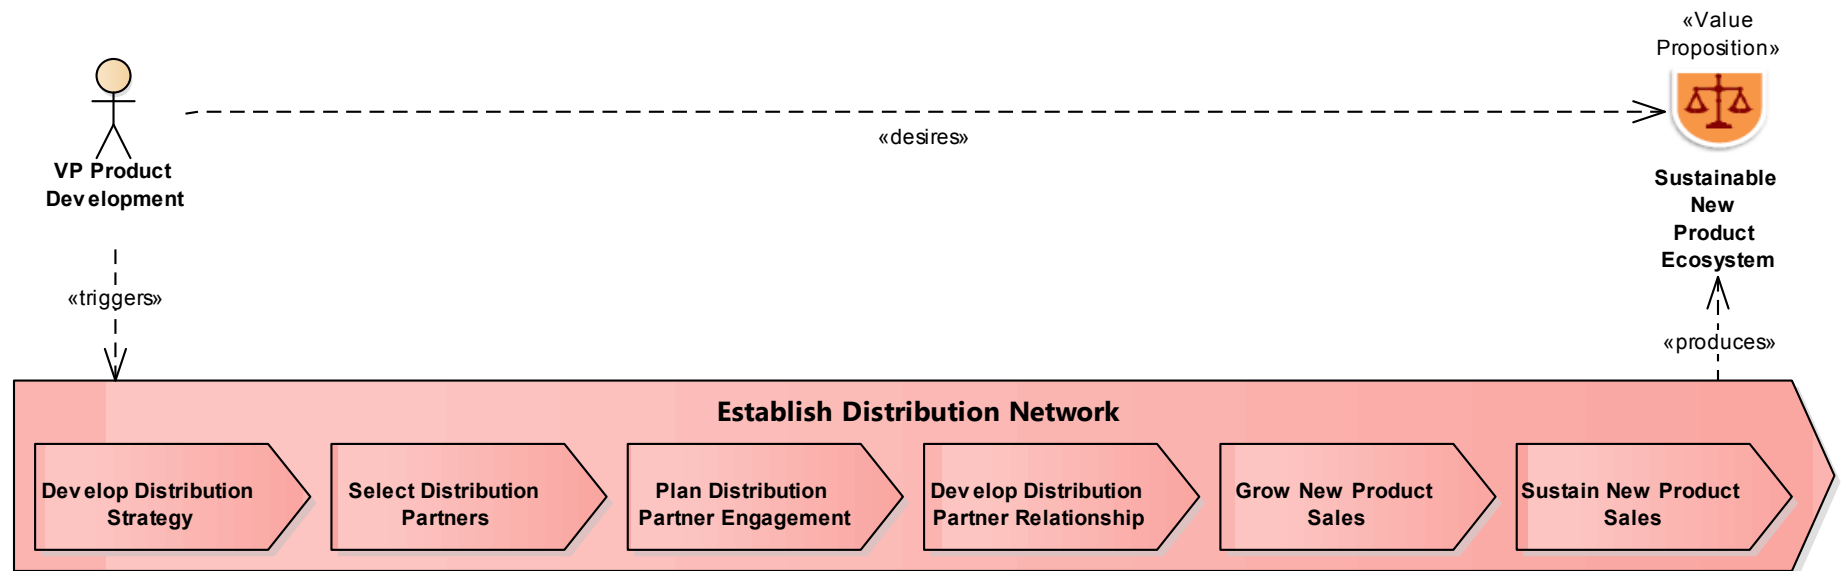 «Value
Proposition»
«desires»
VP Product
Development
Sustainable
New
Product
Ecosystem
«triggers»
«produces»
Establish Distribution Network
Develop Distribution
Strategy
Select Distribution
Partners
Plan Distribution
Partner Engagement
Develop Distribution
Partner Relationship
Grow New Product
Sales
Sustain New Product
Sales